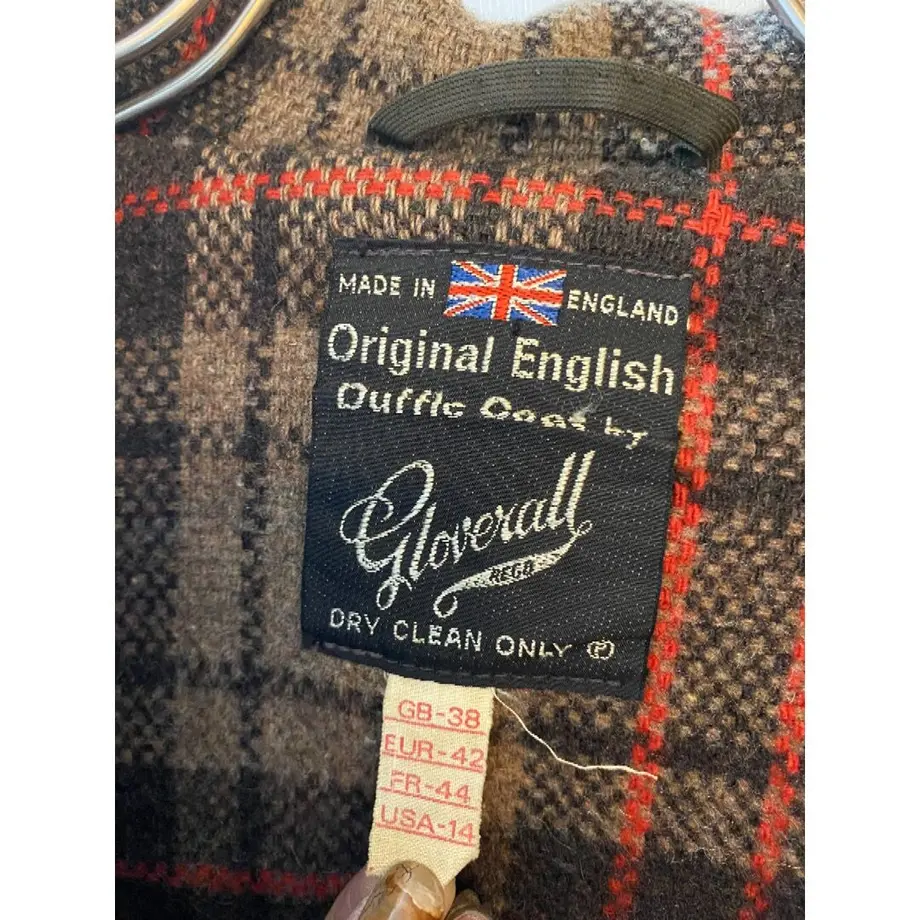 MADE IN ENGLAND
Original English
Duffle Coat by
Gloverall
REGD
DRY CLEAN ONLY Ⓟ
GB-38
EUR-42
FR-44
USA-14